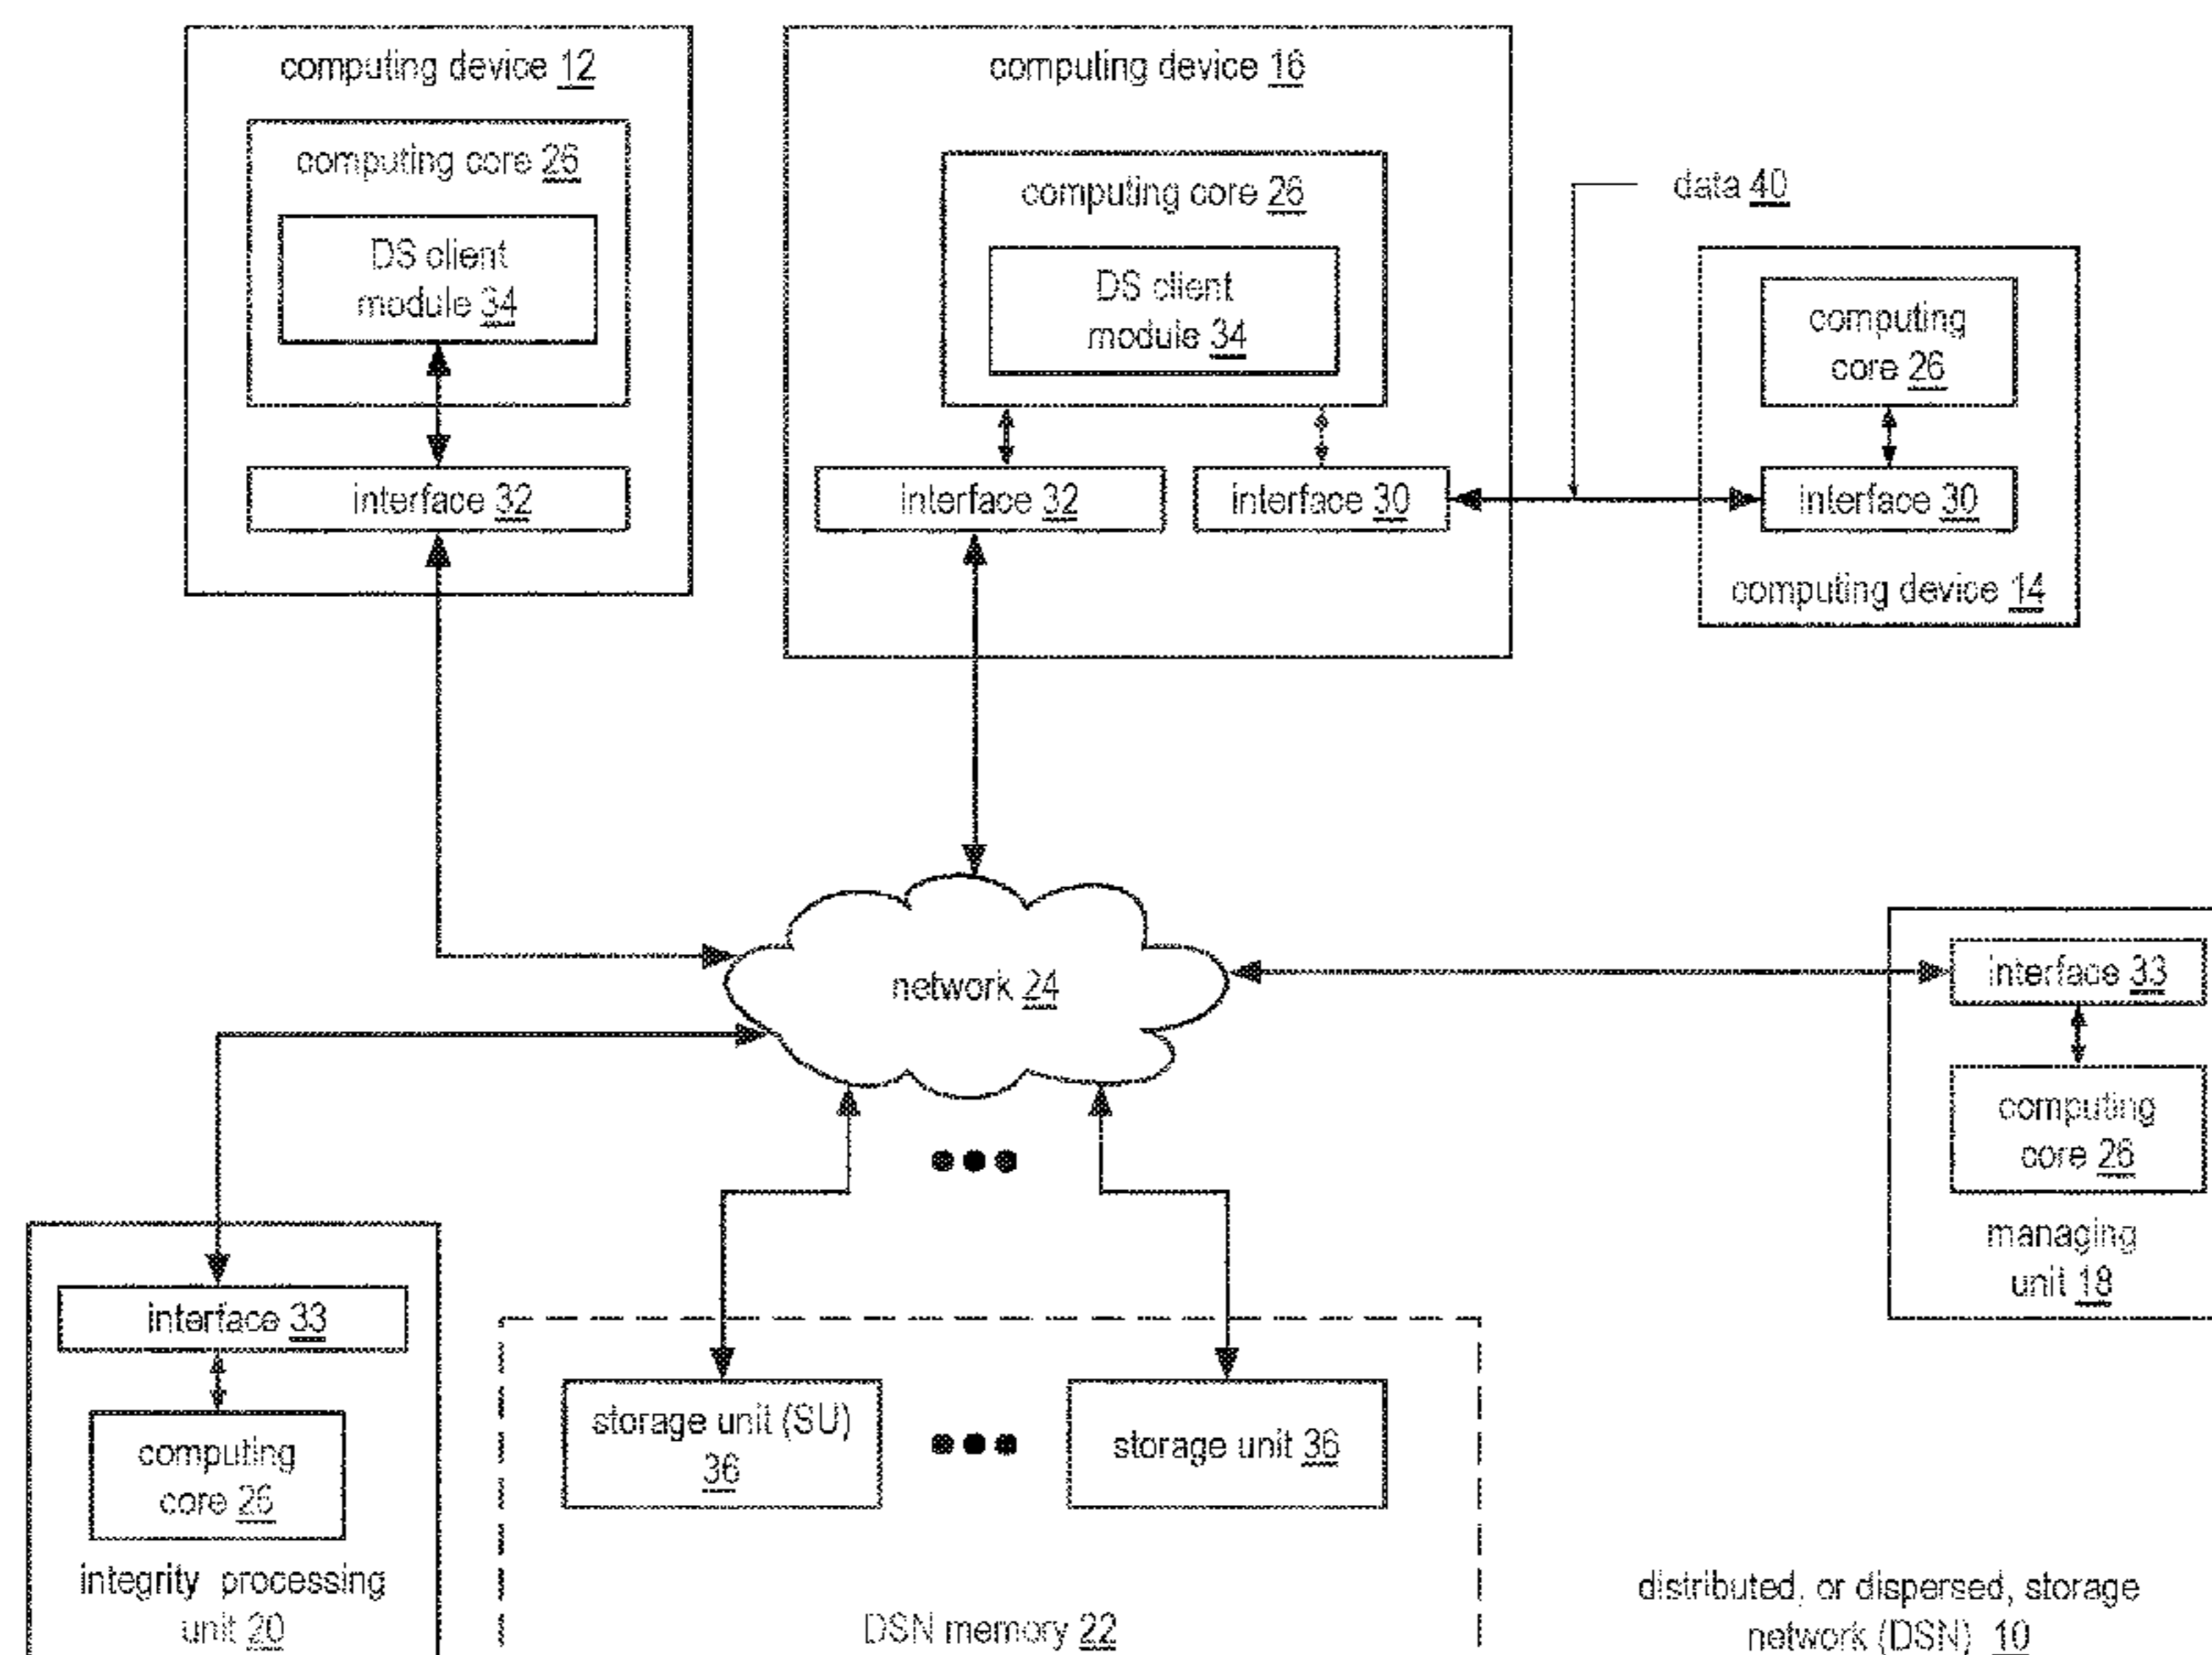 computing device 12
computing core 26
DS client
module 34
interface 32
computing device 16
computing core 26
DS client
module 34
interface 32
interface 30
data 40
computing
core 26
interface 30
computing device 14
network 24
interface 33
computing
core 26
managing
unit 18
interface 33
computing
core 26
integrity processing
unit 20
storage unit (SU)
36
storage unit 36
DSN memory 22
distributed, or dispersed, storage
network (DSN) 10